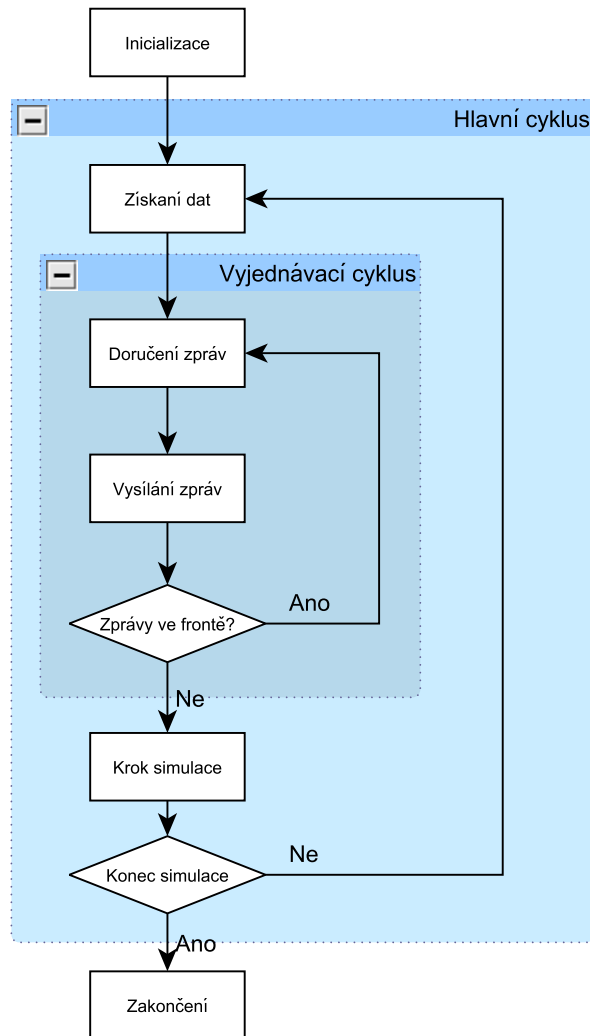 Inicializace
Hlavní cyklus
Získaní dat
Vyjednávací cyklus
Doručení zpráv
Vysílání zpráv
Ano
Zprávy ve frontě?
Ne
Krok simulace
Ne
Konec simulace
Ano
Zakončení